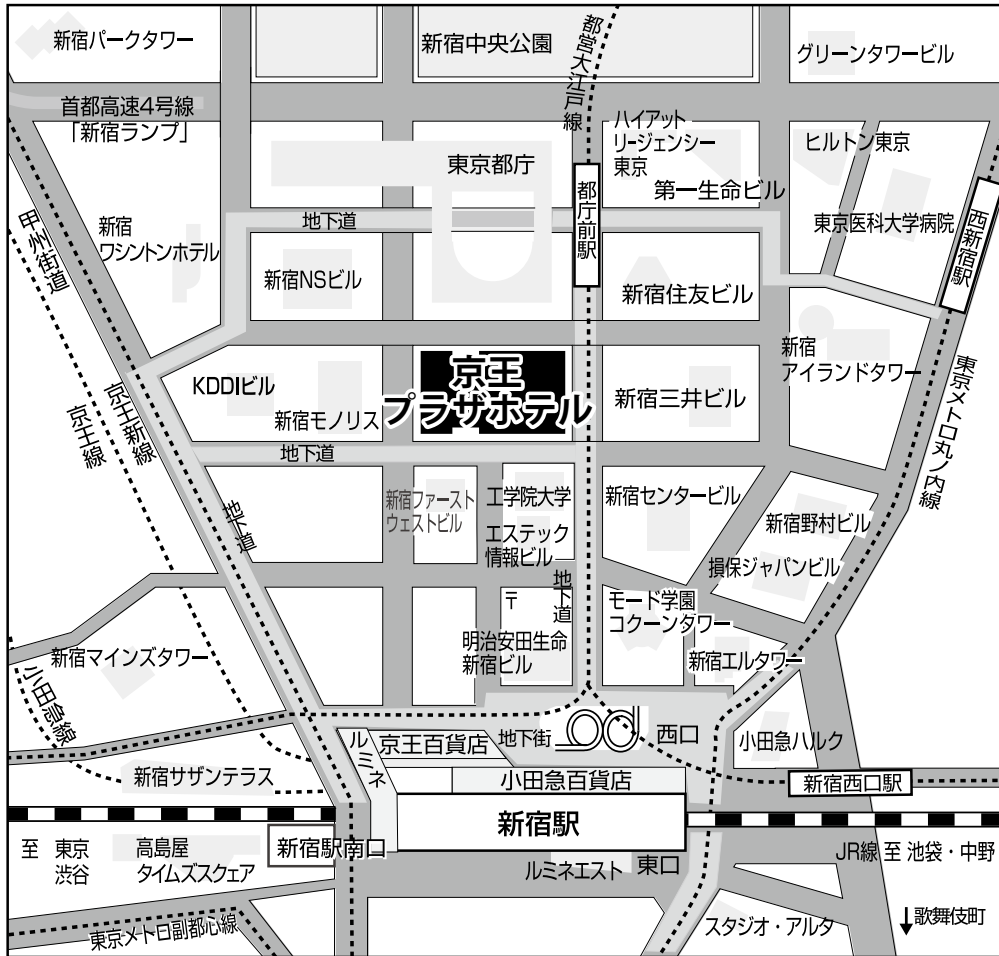 新宿パークタワー
新宿中央公園
都営大江戸線
グリーンタワービル
首都高速4号線
「新宿ランプ」
ハイアット
リージェンシー
東京
ヒルトン東京
東京都庁
第一生命ビル
都庁前駅
西新宿駅
甲州街道
新宿
ワシントンホテル
地下道
東京医科大学病院
新宿NSビル
新宿住友ビル
京王
プラザホテル
新宿
アイランドタワー
KDDIビル
新宿モノリス
新宿三井ビル
東京メトロ丸ノ内線
京王新線
京王線
地下道
新宿ファースト
ウェストビル
工学院大学
エステック
情報ビル
新宿センタービル
新宿野村ビル
損保ジャパンビル
地下道
地下道
〒
モード学園
コクーンタワー
明治安田生命
新宿ビル
新宿エルタワー
新宿マインズタワー
小田急線
ルミネ
京王百貨店
地下街
西口
小田急ハルク
新宿サザンテラス
小田急百貨店
新宿西口駅
新宿駅
新宿駅南口
至 東京
渋谷
高島屋
タイムズスクェア
ルミネエスト
東口
JR線 至 池袋・中野
東京メトロ副都心線
スタジオ・アルタ
↓歌舞伎町